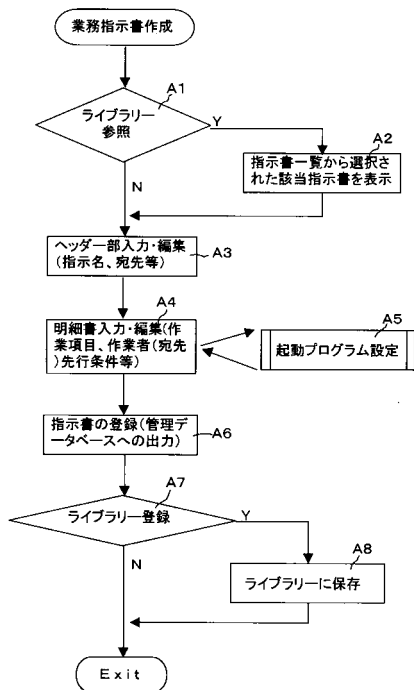 業務指示書作成
A1
ライブラリー
参照
Y
A2
指示書一覧から選択さ
れた該当指示書を表示
N
ヘッダー部入力・編集
(指示名、宛先等)
A3
A4
明細書入力・編集(作
業項目、作業者(宛先
)先行条件等)
A5
起動プログラム設定
指示書の登録(管理デ
ータベースへの出力)
A6
A7
ライブラリー登録
Y
N
A8
ライブラリーに保存
Exit